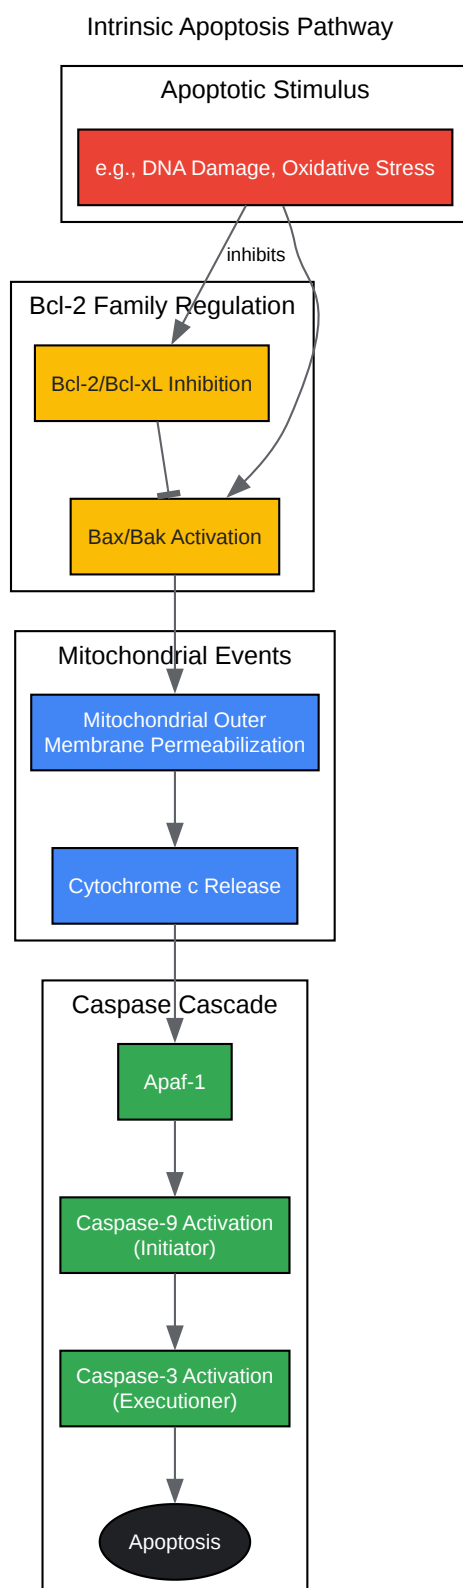 Intrinsic Apoptosis Pathway
Apoptotic Stimulus
e.g., DNA Damage, Oxidative Stress
inhibits
Bcl-2 Family Regulation
Bcl-2/Bcl-xL Inhibition
Bax/Bak Activation
Mitochondrial Events
Mitochondrial Outer
Membrane Permeabilization
Cytochrome c Release
Caspase Cascade
Apaf-1
Caspase-9 Activation
(Initiator)
Caspase-3 Activation
(Executioner)
Apoptosis